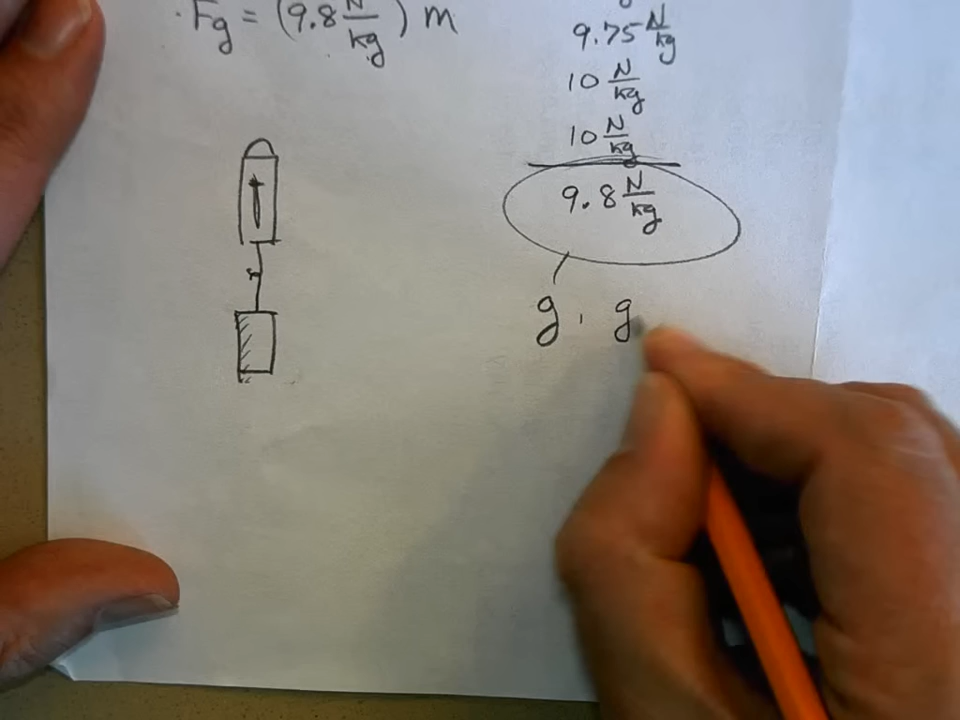 . Fg = (9.8 N/kg) m
9.75 N/kg
10 N/kg
10 N/kg
9.8 N/kg
g , g